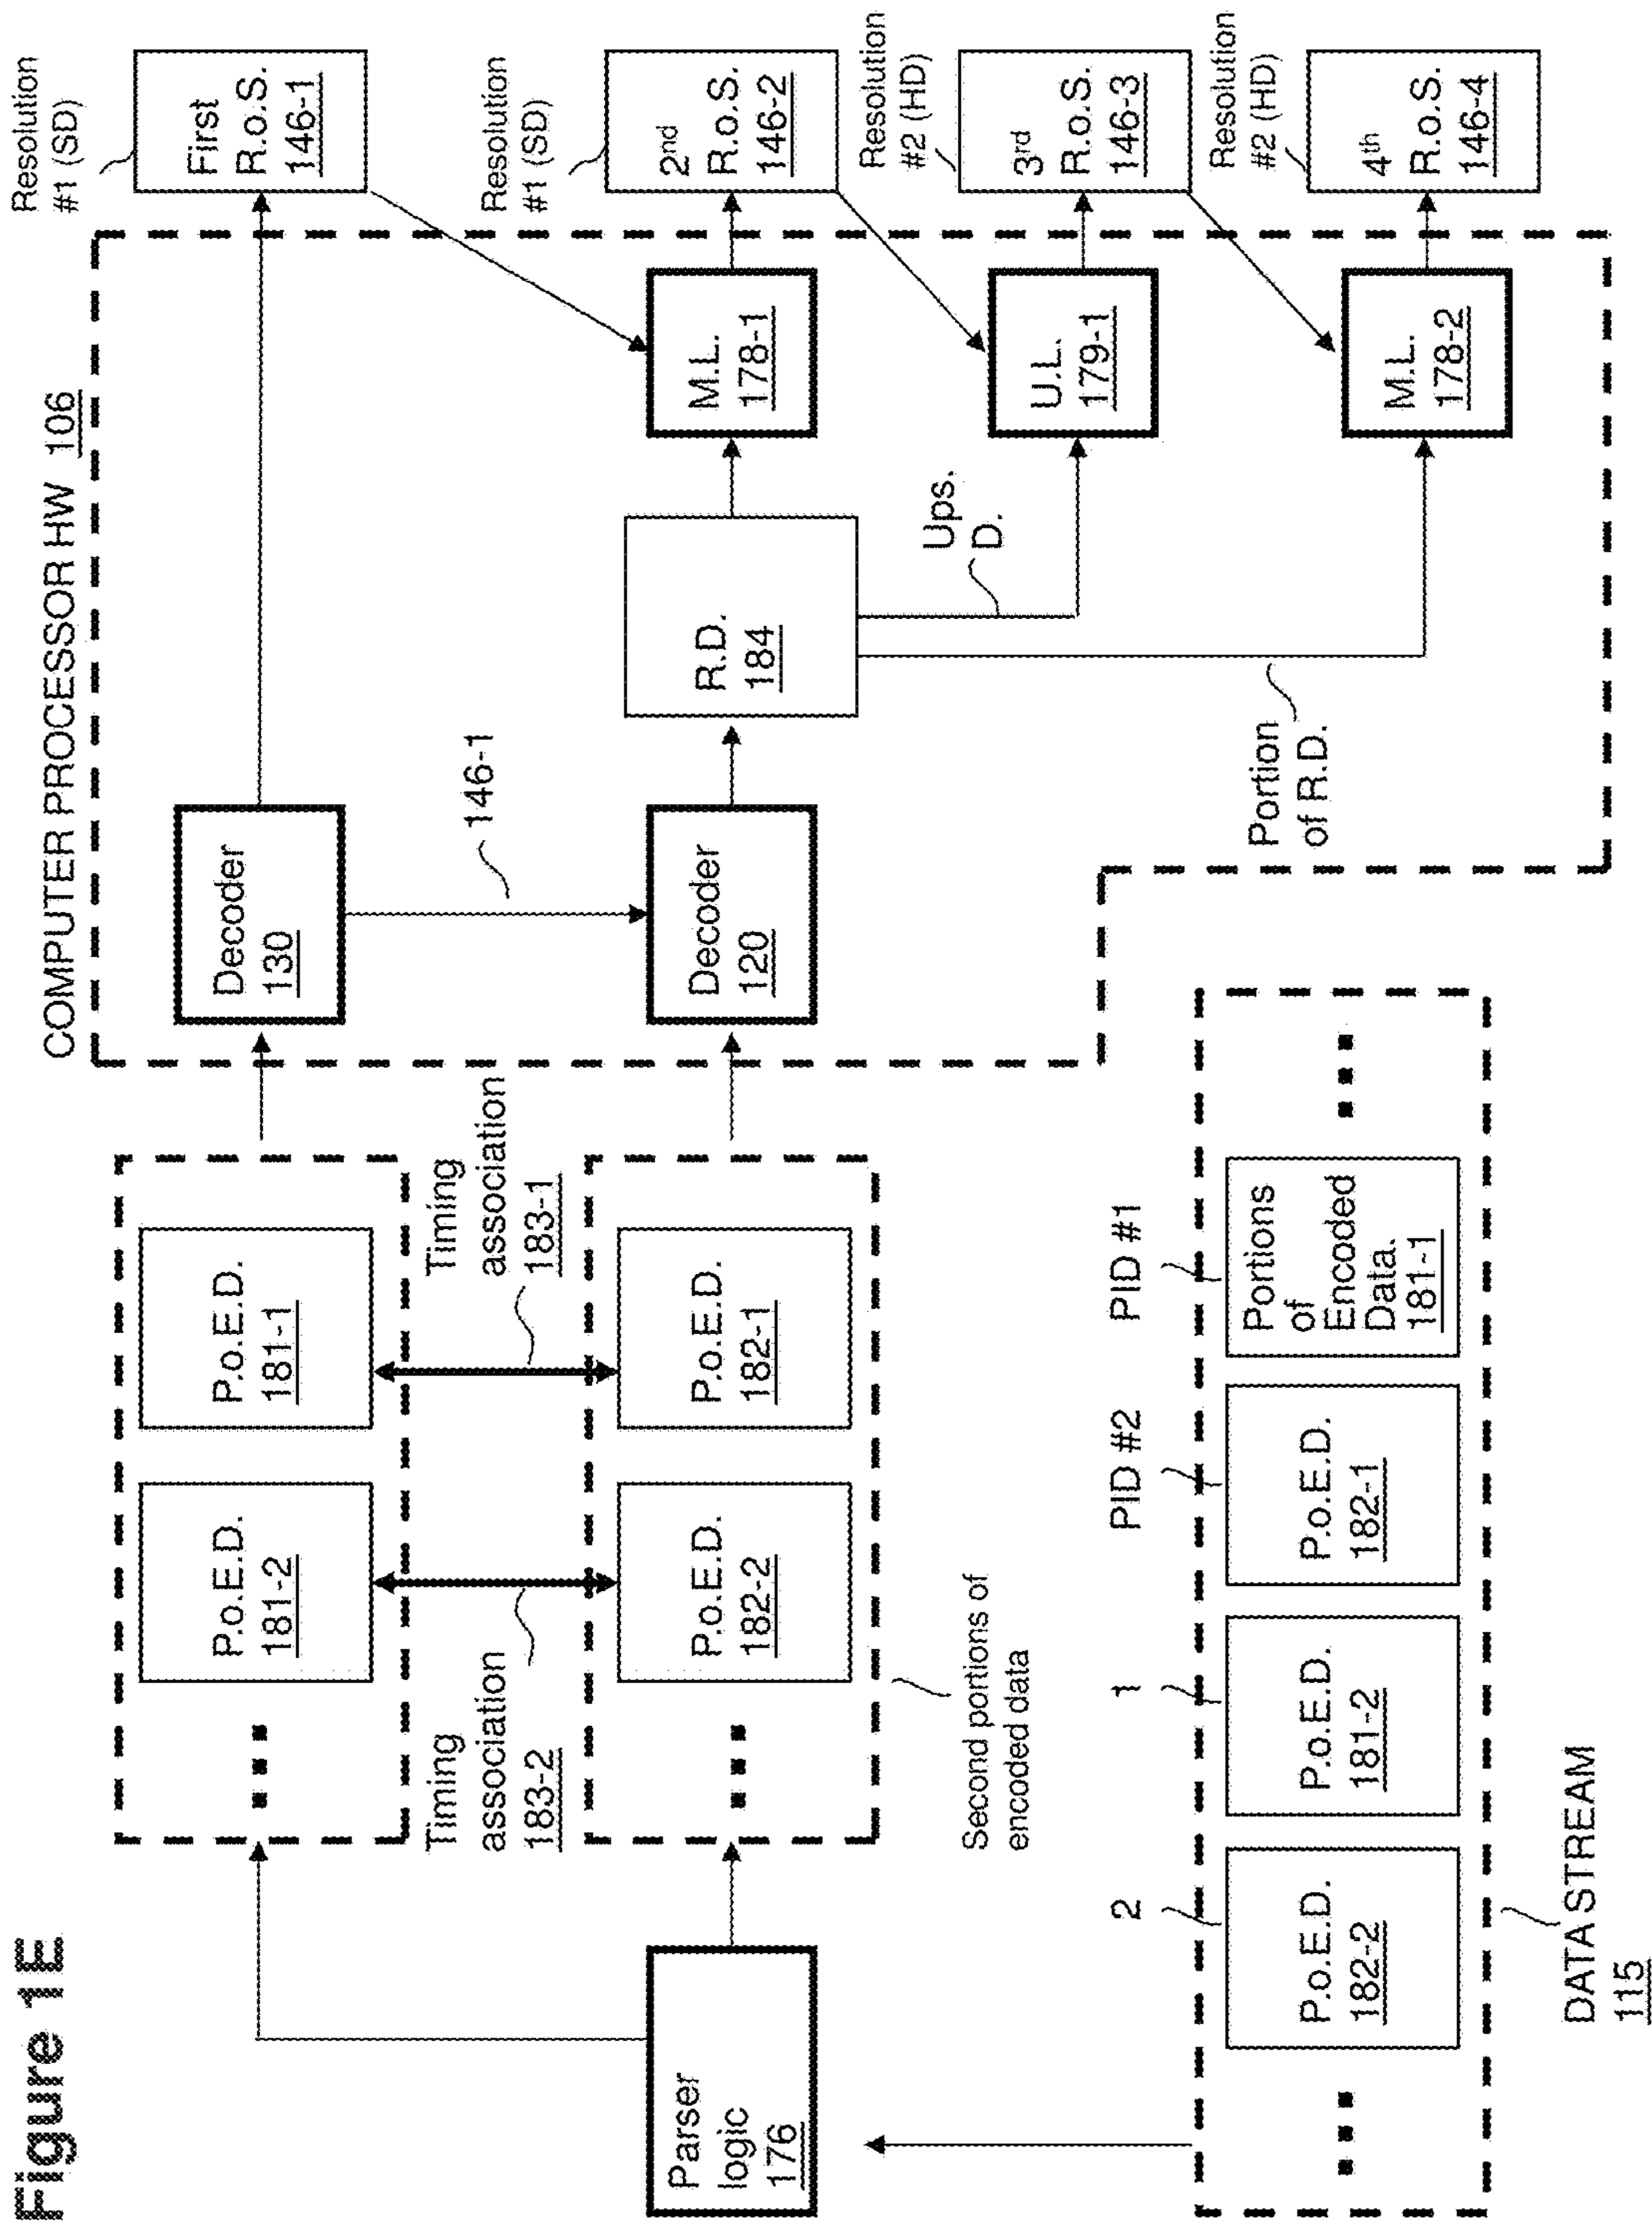 Figure 1E
COMPUTER PROCESSOR HW 106
Resolution
#1 (SD)
P.o.E.D.
181-2
P.o.E.D.
181-1
Decoder
130
First
R.o.S.
146-1
Timing
association
183-2
Timing
association
183-1
146-1
Resolution
#1 (SD)
Parser
logic
176
P.o.E.D.
182-2
P.o.E.D.
182-1
Decoder
120
R.D.
184
M.L.
178-1
2nd
R.o.S.
146-2
Second portions of
encoded data
Ups.
D.
Resolution
#2 (HD)
U.L.
179-1
3rd
R.o.S.
146-3
2
1
PID #2
PID #1
Portion
of R.D.
Resolution
#2 (HD)
P.o.E.D.
182-2
P.o.E.D.
181-2
P.o.E.D.
182-1
Portions
of
Encoded
Data.
181-1
M.L.
178-2
4th
R.o.S.
146-4
DATA STREAM
115